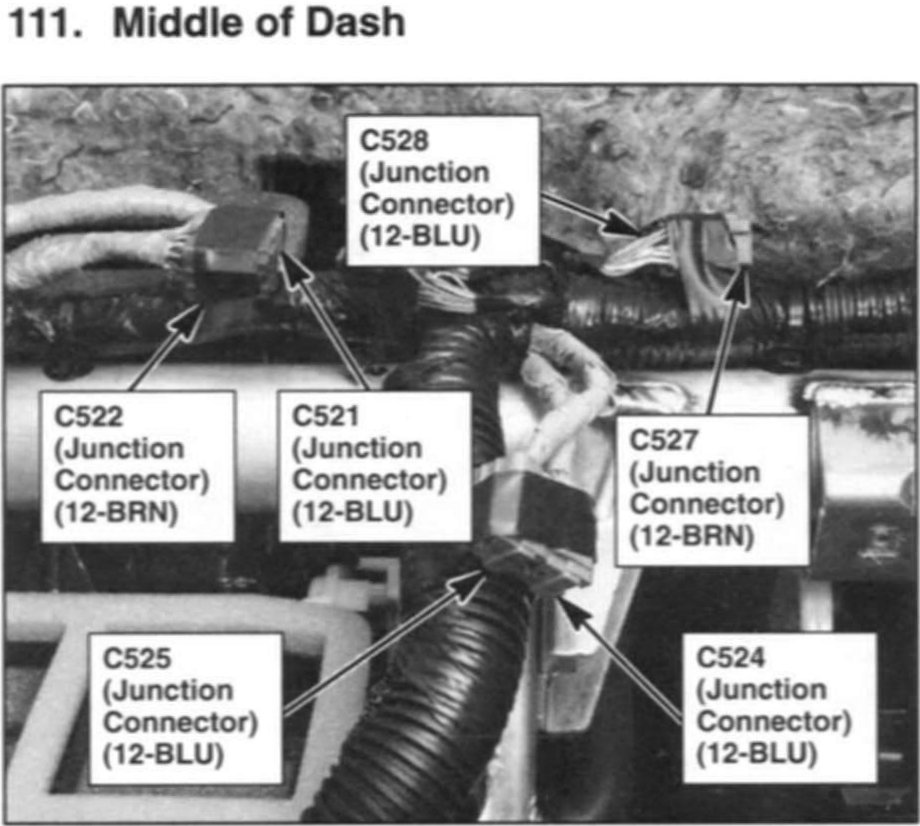 111. Middle of Dash
C528
(Junction
Connector)
(12-BLU)
C522
(Junction
Connector)
(12-BRN)
C521
(Junction
Connector)
(12-BLU)
C527
(Junction
Connector)
(12-BRN)
C525
(Junction
Connector)
(12-BLU)
C524
(Junction
Connector)
(12-BLU)